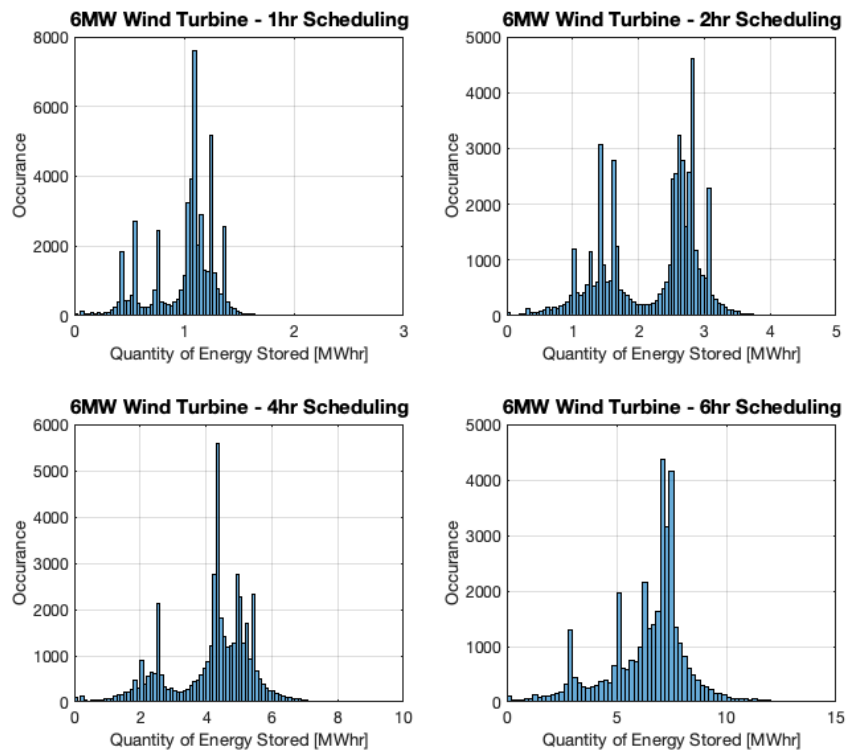 6MW Wind Turbine - 1hr Scheduling
8000
6000
4000
2000
0
Occurance
0 1 2 3
Quantity of Energy Stored [MWhr]
6MW Wind Turbine - 2hr Scheduling
5000
4000
3000
2000
1000
0
Occurance
0 1 2 3 4 5
Quantity of Energy Stored [MWhr]
6MW Wind Turbine - 4hr Scheduling
6000
5000
4000
3000
2000
1000
0
Occurance
0 2 4 6 8 10
Quantity of Energy Stored [MWhr]
6MW Wind Turbine - 6hr Scheduling
5000
4000
3000
2000
1000
0
Occurance
0 5 10 15
Quantity of Energy Stored [MWhr]